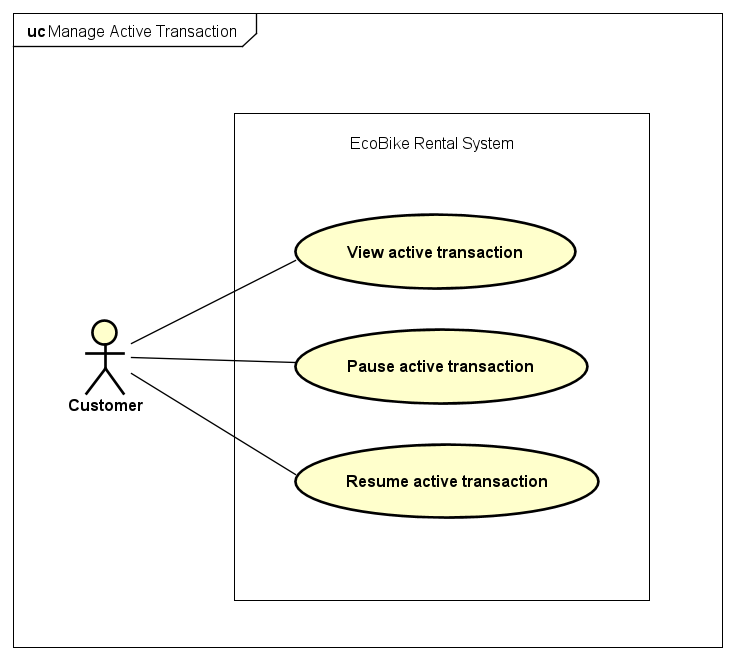 uc Manage Active Transaction
EcoBike Rental System
View active transaction
Pause active transaction
Customer
Resume active transaction